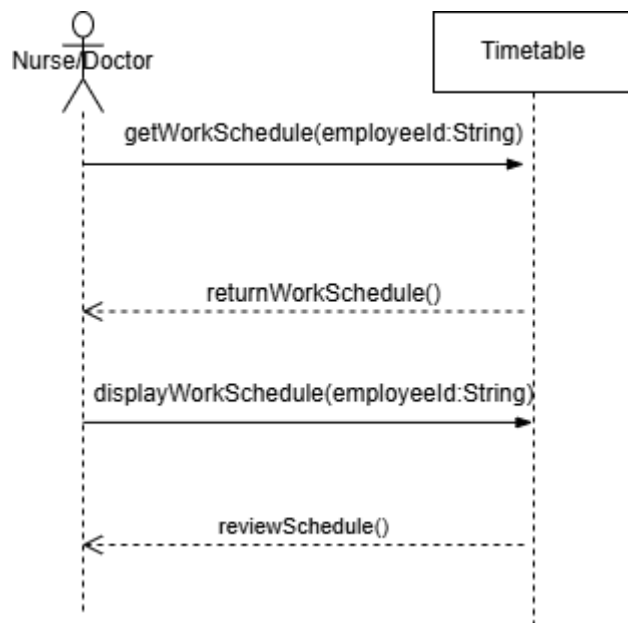 Nurse/Doctor
Timetable
getWorkSchedule(employeeId:String)
returnWorkSchedule()
displayWorkSchedule(employeeId:String)
reviewSchedule()